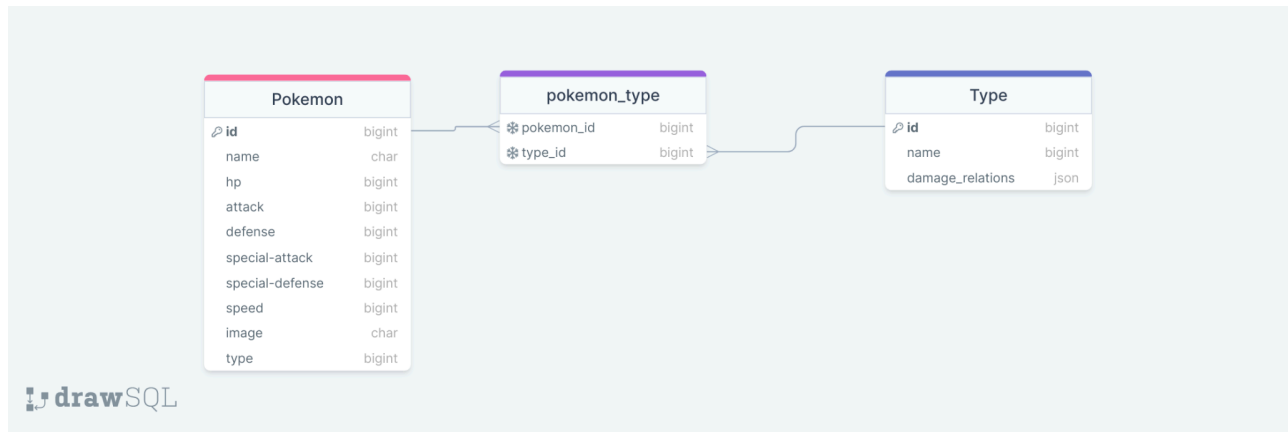 Pokemon
id bigint
name char
hp bigint
attack bigint
defense bigint
special-attack bigint
special-defense bigint
speed bigint
image char
type bigint
pokemon_type
pokemon_id bigint
type_id bigint
Type
id bigint
name bigint
damage_relations json
drawSQL